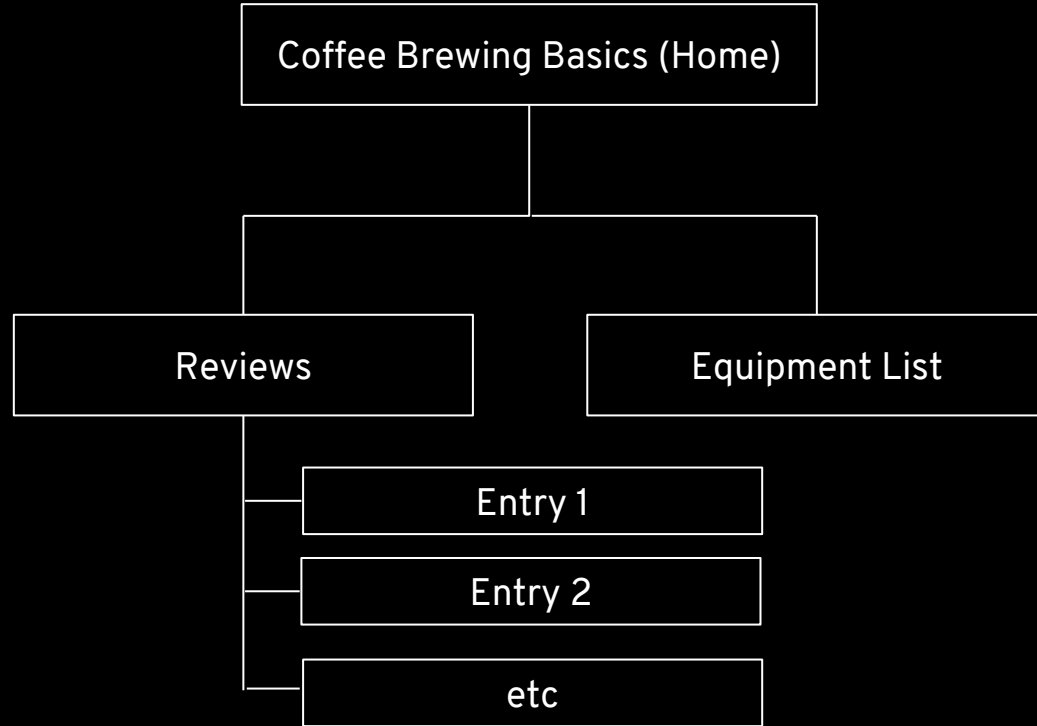 Coffee Brewing Basics (Home)
Reviews
Equipment List
Entry 1
Entry 2
etc